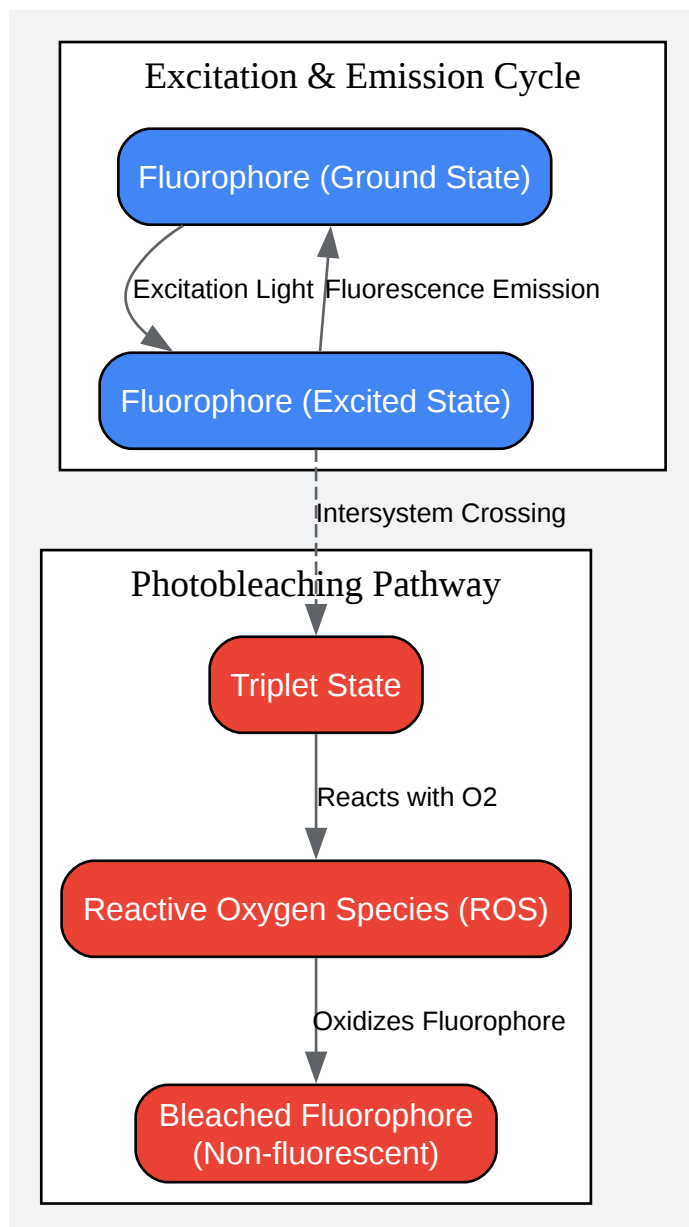 Excitation & Emission Cycle
Fluorophore (Ground State)
Excitation Light
Fluorescence Emission
Fluorophore (Excited State)
Intersystem Crossing
Photobleaching Pathway
Triplet State
Reacts with O2
Reactive Oxygen Species (ROS)
Oxidizes Fluorophore
Bleached Fluorophore
(Non-fluorescent)